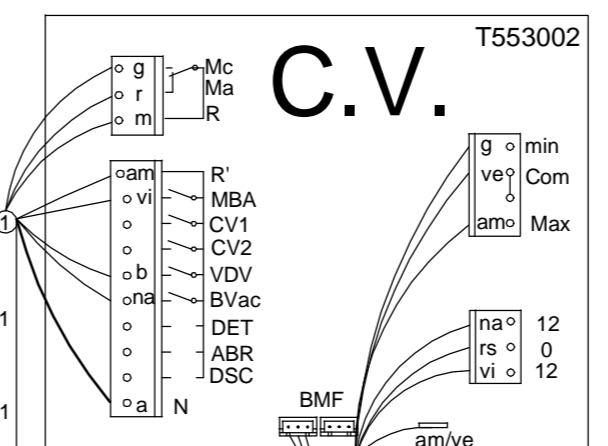 T553002
C.V.
g Mc
r Ma
m R
am R'
vi MBA
CV1
CV2
b VDV
na BVac
DET
ABR
DSC
a N
g min
ve Com
am Max
na 12
rs 0
vi 12
BMF
am/ve
1
1
1